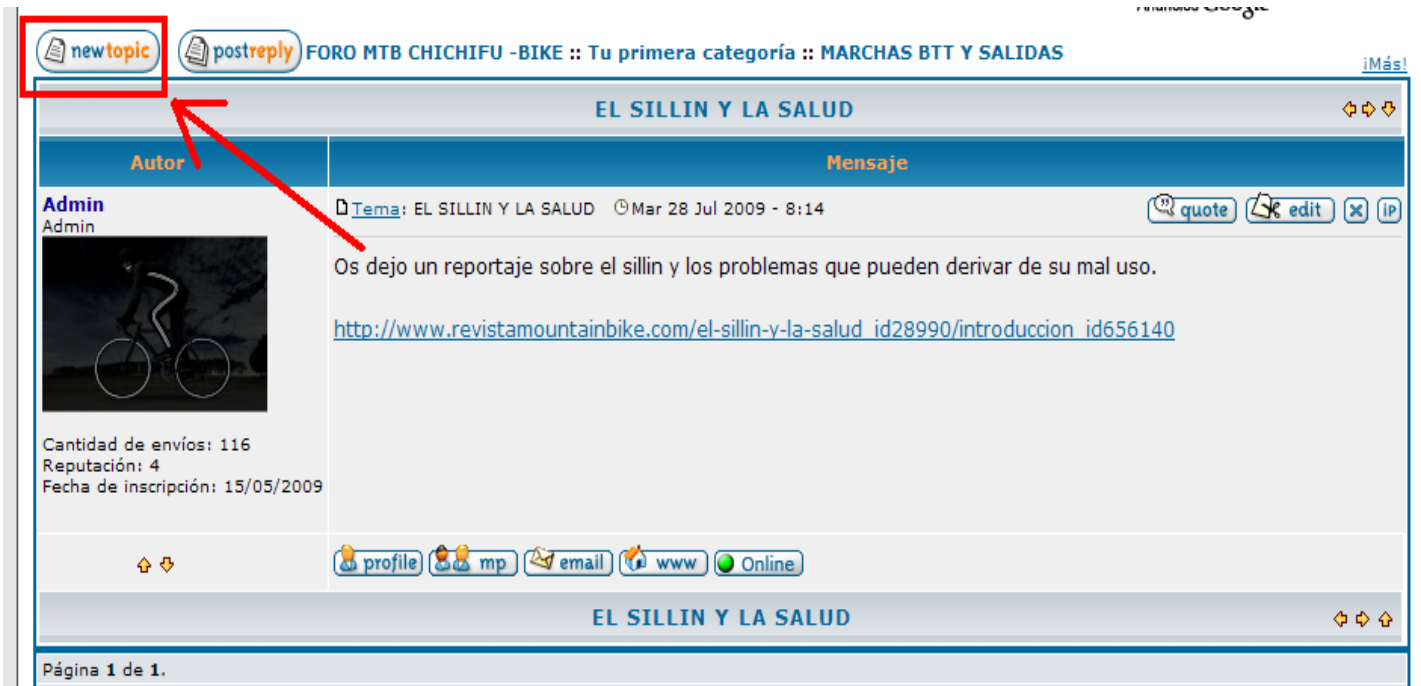 Anuncios Google
newtopic postreply FORO MTB CHICHIFU -BIKE :: Tu primera categoría :: MARCHAS BTT Y SALIDAS
¡Más!
EL SILLIN Y LA SALUD
Autor Mensaje
Admin
Admin
Tema: EL SILLIN Y LA SALUD Mar 28 Jul 2009 - 8:14 quote edit x IP
Os dejo un reportaje sobre el sillin y los problemas que pueden derivar de su mal uso.
http://www.revistamountainbike.com/el-sillin-y-la-salud_id28990/introduccion_id656140
Cantidad de envíos: 116
Reputación: 4
Fecha de inscripción: 15/05/2009
profile mp email www Online
EL SILLIN Y LA SALUD
Página 1 de 1.